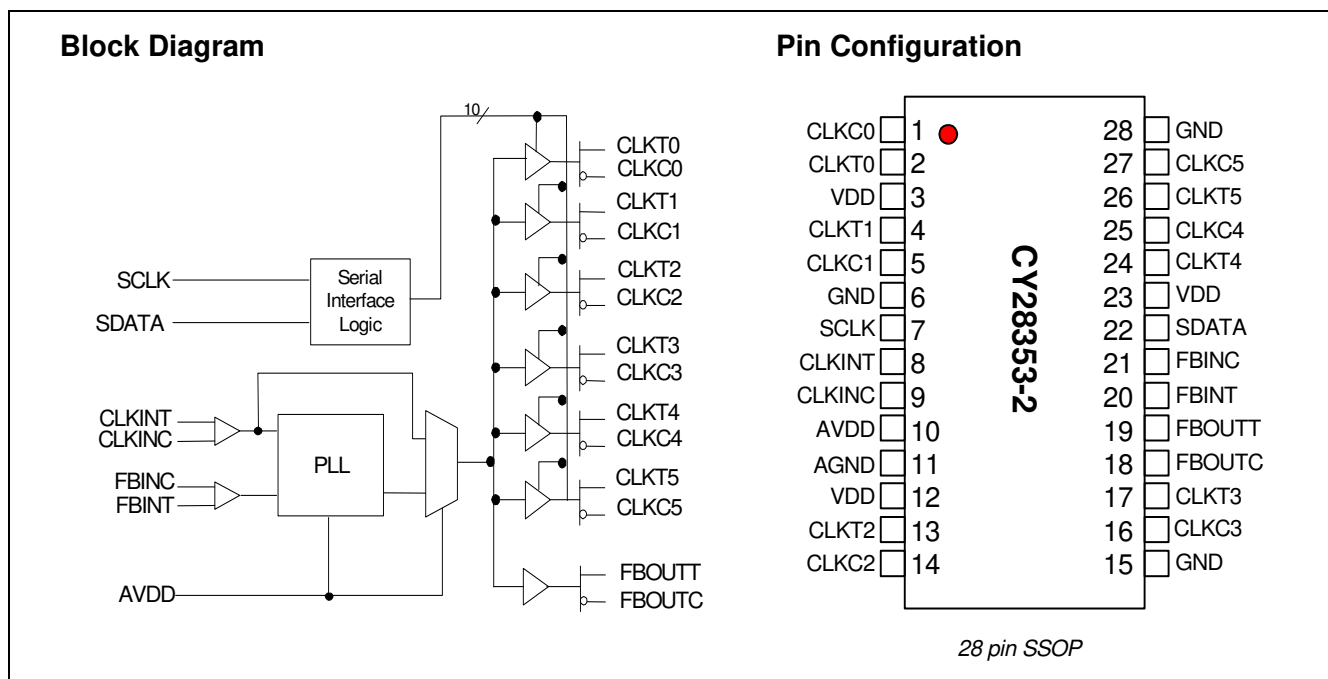 Block Diagram
10
CLKT0
CLKC0
CLKT1
CLKC1
CLKT2
CLKC2
CLKT3
CLKC3
CLKT4
CLKC4
CLKT5
CLKC5
FBOUTT
FBOUTC
SCLK
SDATA
Serial
Interface
Logic
CLKINT
CLKINC
FBINC
FBINT
PLL
AVDD
Pin Configuration
CLKC0 1
CLKT0 2
VDD 3
CLKT1 4
CLKC1 5
GND 6
SCLK 7
CLKINT 8
CLKINC 9
AVDD 10
AGND 11
VDD 12
CLKT2 13
CLKC2 14
CY28353-2
28 GND
27 CLKC5
26 CLKT5
25 CLKC4
24 CLKT4
23 VDD
22 SDATA
21 FBINC
20 FBINT
19 FBOUTT
18 FBOUTC
17 CLKT3
16 CLKC3
15 GND
28 pin SSOP